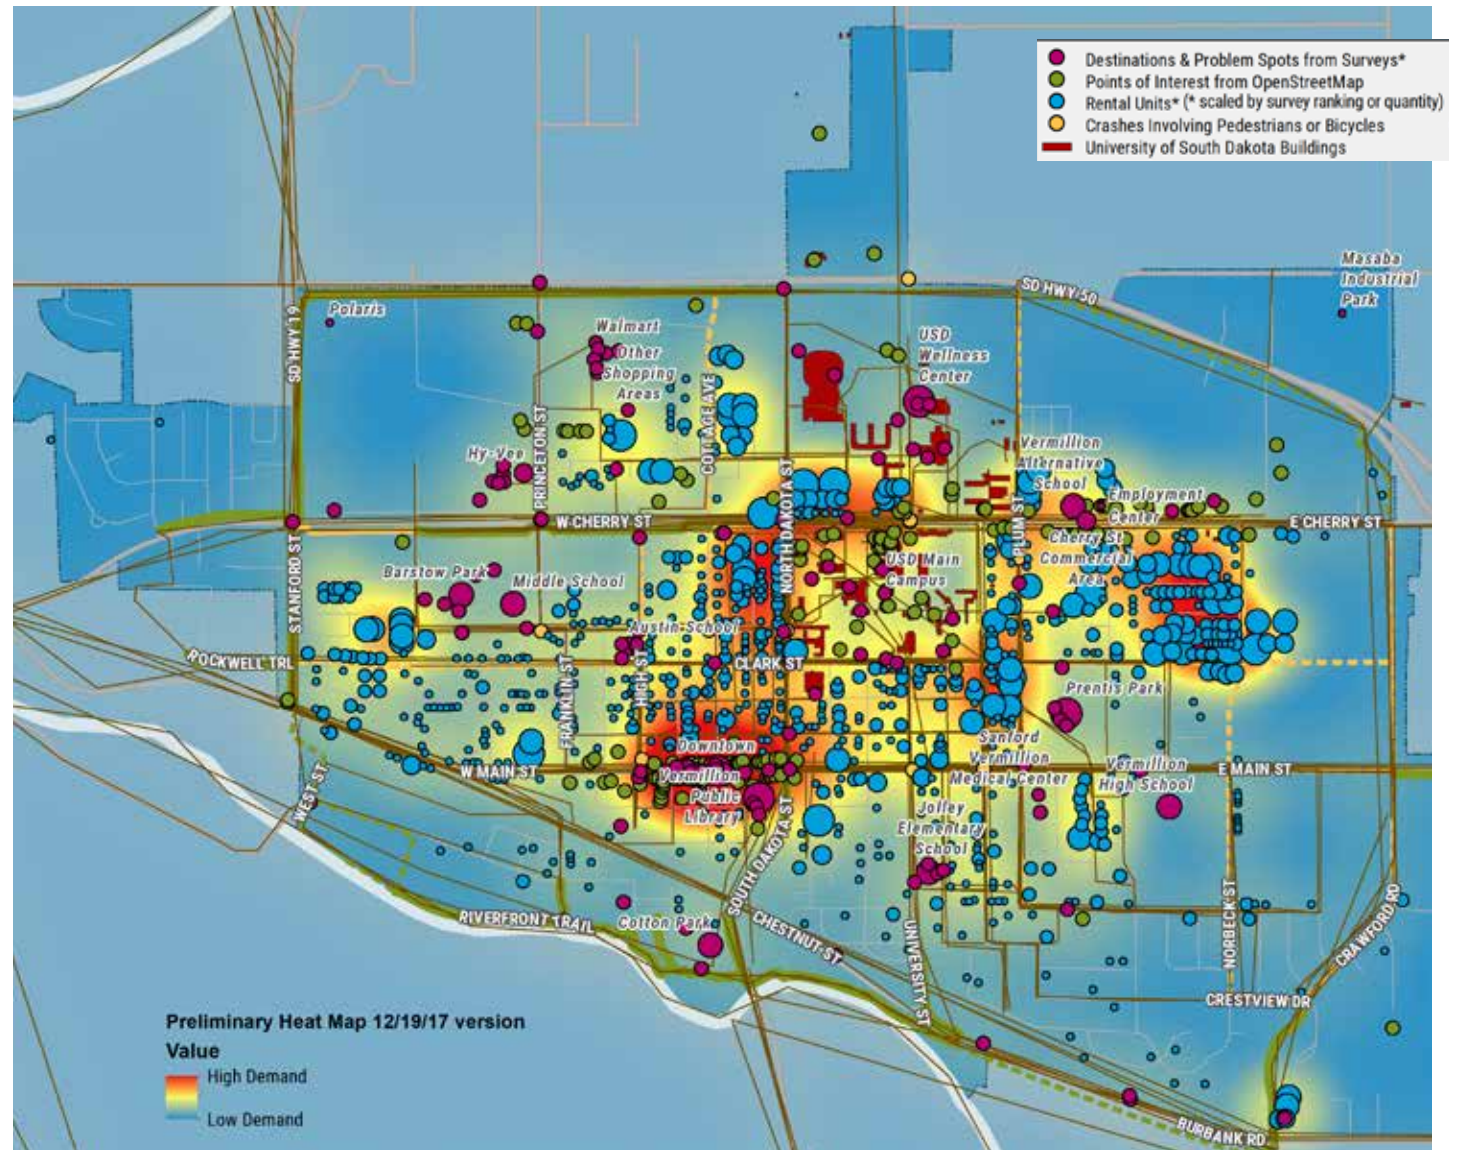 Destinations & Problem Spots from Surveys*
Points of Interest from OpenStreetMap
Rental Units* (* scaled by survey ranking or quantity)
Crashes Involving Pedestrians or Bicycles
University of South Dakota Buildings
Masaba
Industrial
Park
SD HWY 50
SD HWY 19
Polaris
Walmart
Other
Shopping
Areas
USD
Wellness
Center
COTTAGE AVE
PRINCETON ST
Hy-Vee
Vermillion
Alternative
School
Employment
Center
NORTH DAKOTA ST
PLUM ST
W CHERRY ST
E CHERRY ST
Cherry St
Commercial
Area
STANFORD ST
USD Main
Campus
Barstow Park
Middle School
Austin School
ROCKWELL TRL
CLARK ST
FRANKLIN ST
HIGH ST
Prentis Park
Downtown
Sanford
Vermillion
Medical Center
Vermillion
High School
W MAIN ST
E MAIN ST
Vermillion
Public
Library
WEST ST
Jolley
Elementary
School
SOUTH DAKOTA ST
RIVERFRONT TRAIL
Cotton Park
CHESTNUT ST
UNIVERSITY ST
NORBECK ST
CRAWFORD RD
CRESTVIEW DR
Preliminary Heat Map 12/19/17 version
Value
High Demand
Low Demand
BURBANK RD